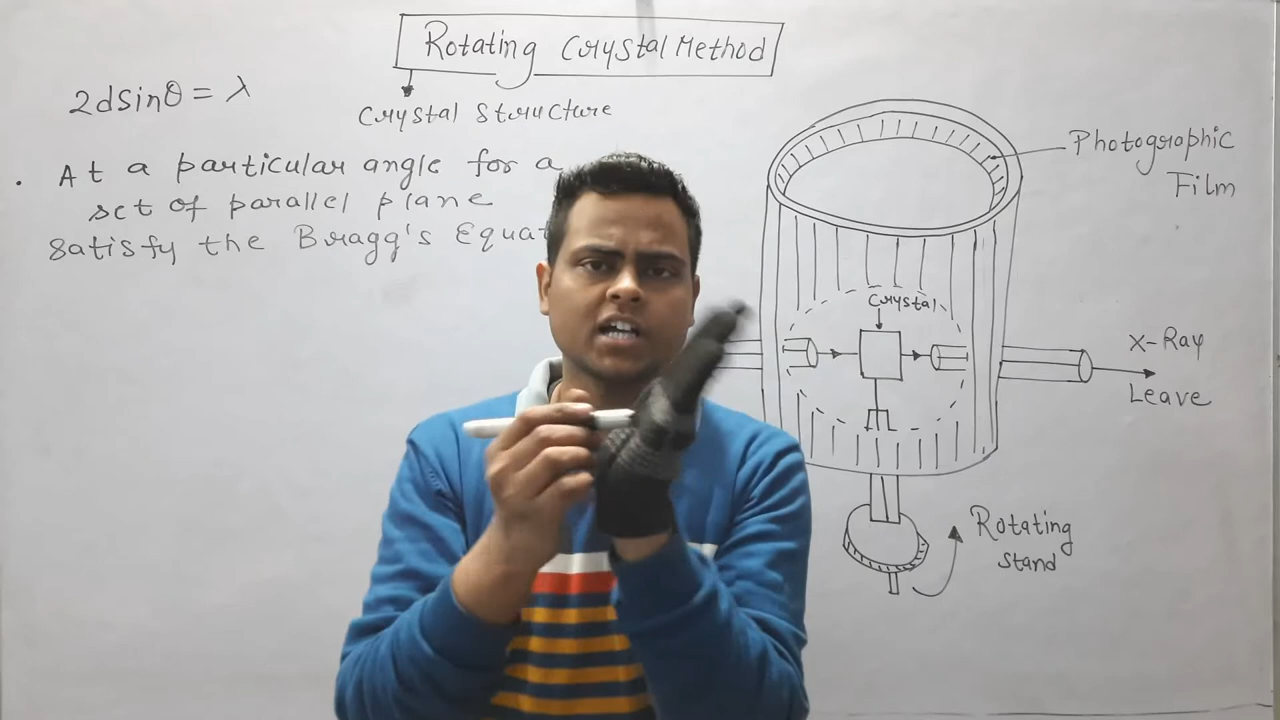 Rotating Crystal Method
2dSinθ = λ
Crystal Structure
. At a particular angle for a
set of parallel plane
satisfy the Bragg's
Photographic
Film
Crystal
X-Ray
Leave
Rotating
Stand